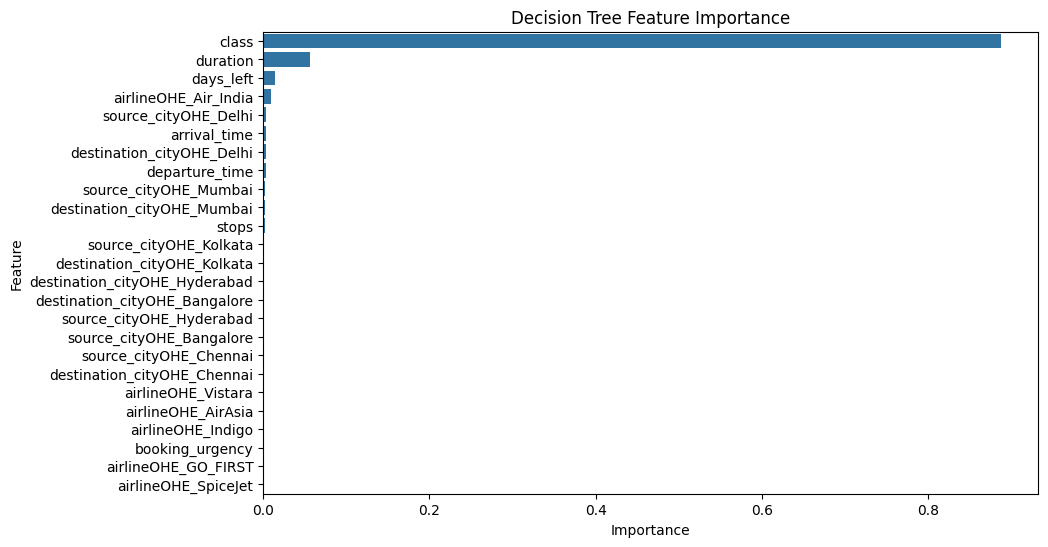 Decision Tree Feature Importance
class
duration
days_left
airlineOHE_Air_India
source_cityOHE_Delhi
arrival_time
destination_cityOHE_Delhi
departure_time
source_cityOHE_Mumbai
destination_cityOHE_Mumbai
stops
source_cityOHE_Kolkata
destination_cityOHE_Kolkata
destination_cityOHE_Hyderabad
destination_cityOHE_Bangalore
source_cityOHE_Hyderabad
source_cityOHE_Bangalore
source_cityOHE_Chennai
destination_cityOHE_Chennai
airlineOHE_Vistara
airlineOHE_AirAsia
airlineOHE_Indigo
booking_urgency
airlineOHE_GO_FIRST
airlineOHE_SpiceJet
Feature
0.0 0.2 0.4 0.6 0.8
Importance